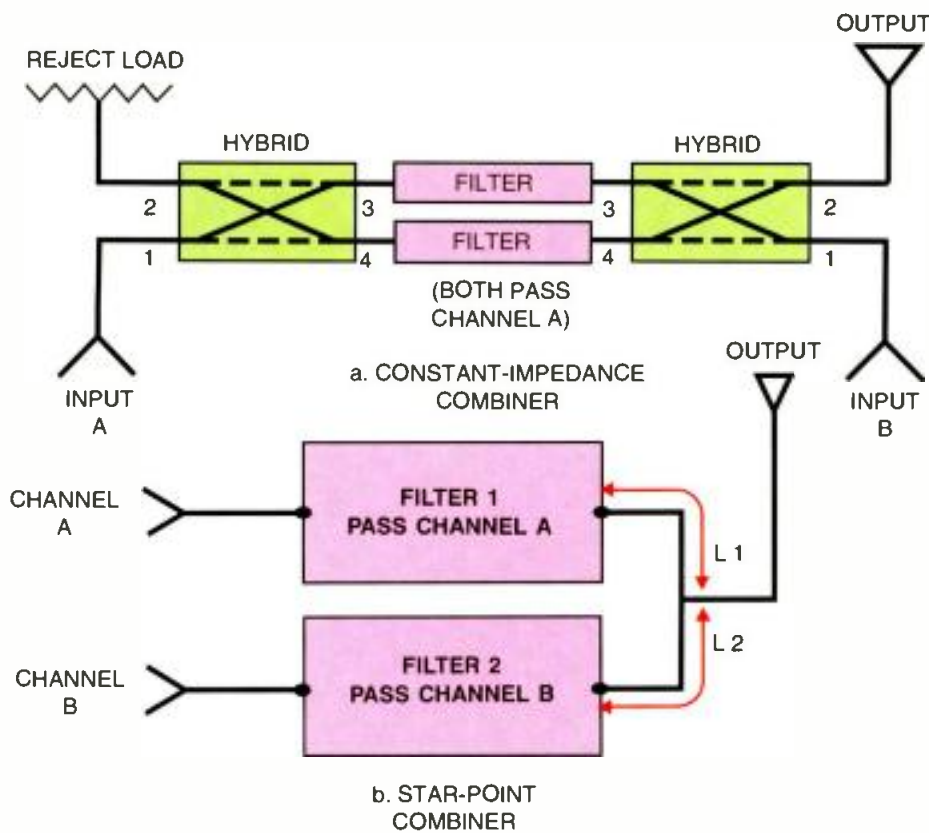 OUTPUT
REJECT LOAD
HYBRID
HYBRID
FILTER
2
3
3
2
FILTER
1
4
4
1
(BOTH PASS
CHANNEL A)
INPUT
A
INPUT
B
a. CONSTANT-IMPEDANCE
COMBINER
OUTPUT
CHANNEL
A
FILTER 1
PASS CHANNEL A
L 1
CHANNEL
B
FILTER 2
PASS CHANNEL B
L 2
b. STAR-POINT
COMBINER